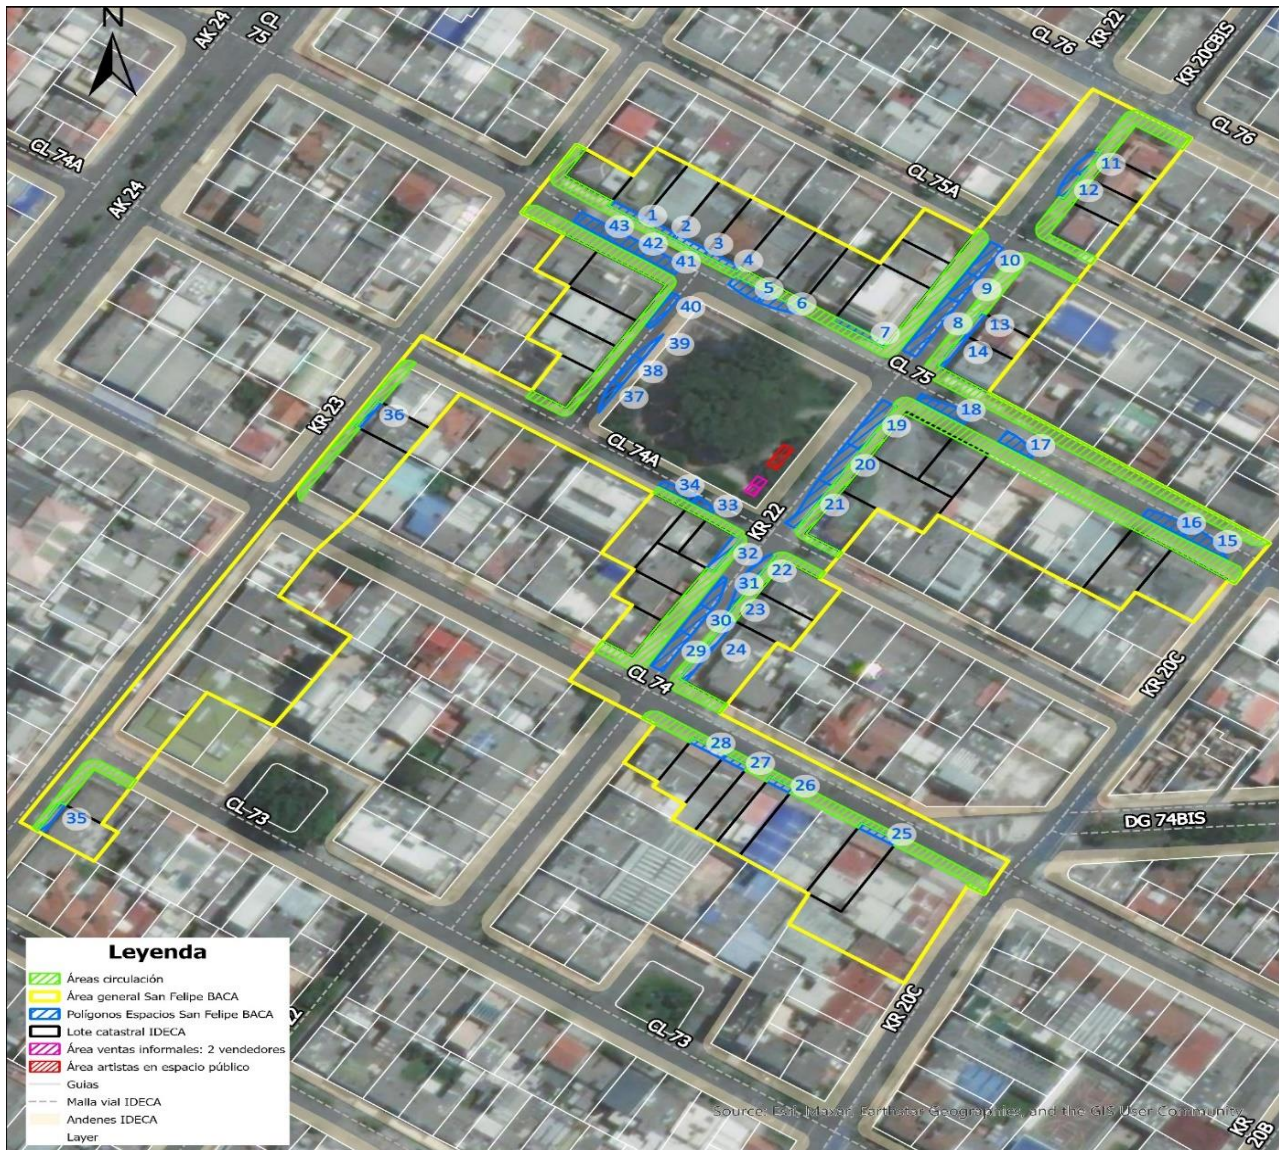 N
AK 24
CL 75
CL 76
KR 22
KR 20CBIS
CL 76
CL 74A
AK 24
CL 75A
11
12
1
2
3
4
5
6
7
43
42
41
40
39
38
37
10
9
8
13
14
CL 75
KR 23
36
18
17
19
20
21
16
15
CL 74A
34
33
KR 22
32
31
30
29
22
23
24
CL 74
KR 20C
28
27
26
25
DG 74BIS
35
CL 73
KR 20C
CL 73
Leyenda
Áreas circulación
Área general San Felipe BACA
Polígonos Espacios San Felipe BACA
Lote catastral IDECA
Área ventas informales: 2 vendedores
Área artistas en espacio público
Guias
Malla vial IDECA
Andenes IDECA
Layer
Source: Esri, Maxar, Earthstar Geographics, and the GIS User Community
KR 20B